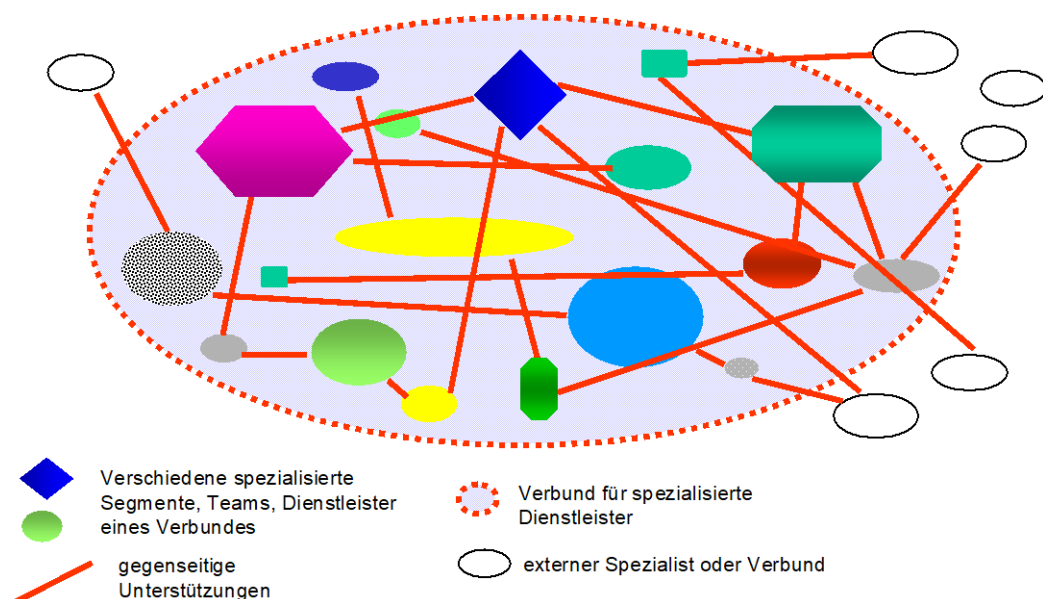 Verschiedene spezialisierte
Segmente, Teams, Dienstleister
eines Verbundes
gegenseitige
Unterstützungen
Verbund für spezialisierte
Dienstleister
externer Spezialist oder Verbund